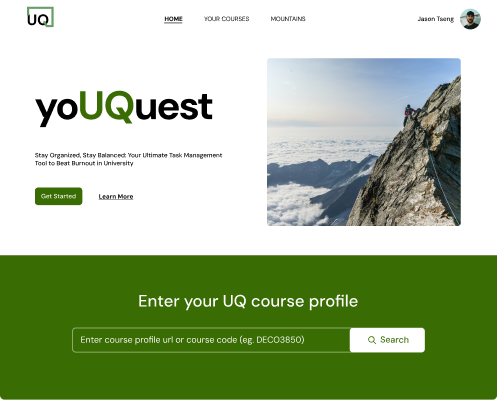 UQ
HOME
YOUR COURSES
MOUNTAINS
Jason Tseng
yoUQuest
Stay Organized, Stay Balanced: Your Ultimate Task Management
Tool to Beat Burnout in University
Get Started
Learn More
Enter your UQ course profile
Enter course profile url or course code (eg. DECO3850)
Search